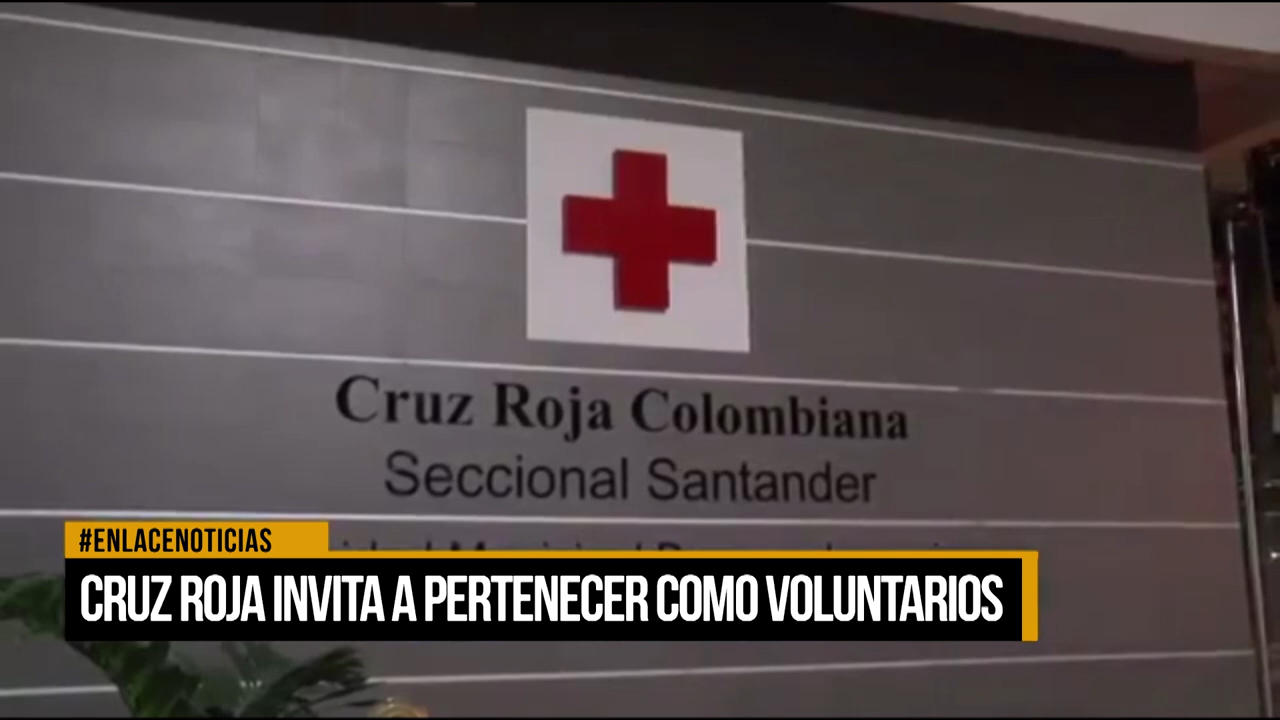 Cruz Roja Colombiana
Seccional Santander
#ENLACENOTICIAS
CRUZ ROJA INVITA A PERTENECER COMO VOLUNTARIOS